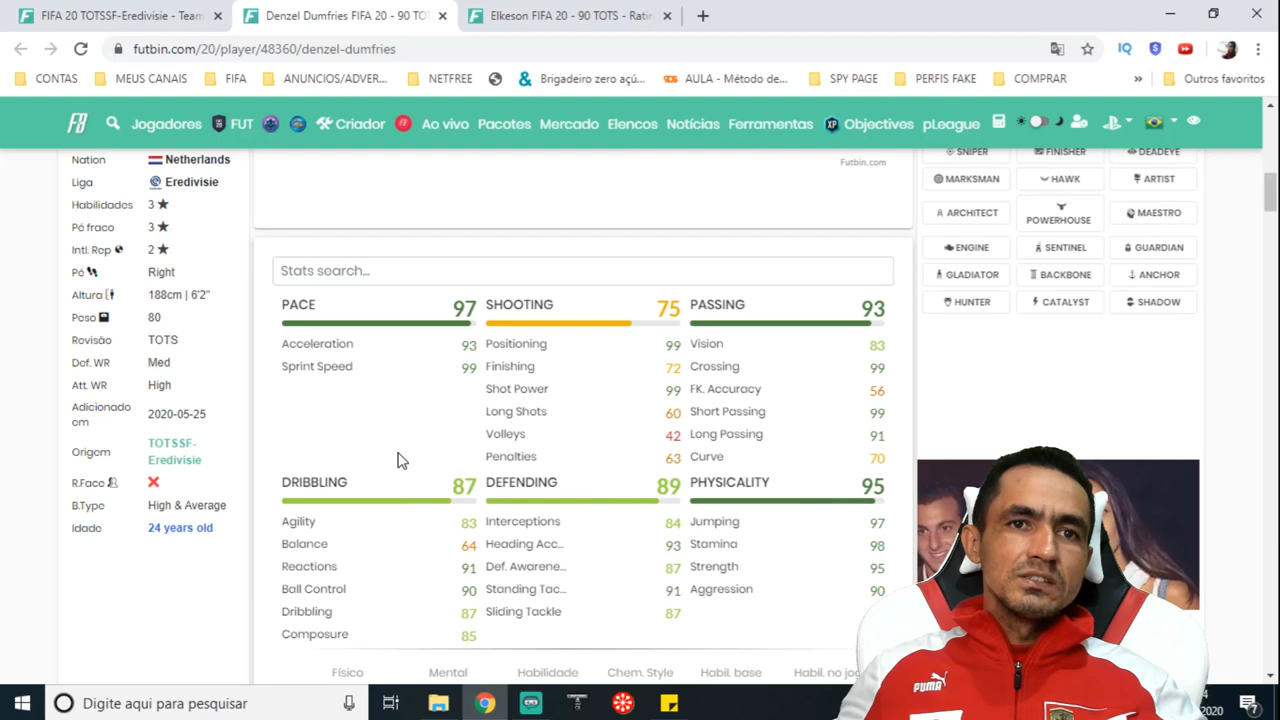 FIFA 20 TOTSSF-Eredivisie - Team × Denzel Dumfries FIFA 20 - 90 TOT × Elkeson FIFA 20 - 90 TOTS - Ratin × +
futbin.com/20/player/48360/denzel-dumfries
CONTAS MEUS CANAIS FIFA ANUNCIOS/ADVER... NETFREE Brigadeiro zero açú... AULA - Método de... SPY PAGE PERFIS FAKE COMPRAR » Outros favoritos
Jogadores FUT Criador Ao vivo Pacotes Mercado Elencos Notícias Ferramentas XP Objectives pLeague
Nation Netherlands
Liga Eredivisie
Habilidades 3 ★
Pé fraco 3 ★
Intl. Rep 2 ★
Pé Right
Altura 188cm | 6'2"
Peso 80
Revisão TOTS
Def. WR Med
Att. WR High
Adicionado em 2020-05-25
Origem TOTSSF-Eredivisie
R.Face
B.Type High & Average
Idade 24 years old
Futbin.com
Stats search...
PACE 97 SHOOTING 75 PASSING 93
Acceleration 93 Positioning 99 Vision 83
Sprint Speed 99 Finishing 72 Crossing 99
Shot Power 99 FK. Accuracy 56
Long Shots 60 Short Passing 99
Volleys 42 Long Passing 91
Penalties 63 Curve 70
DRIBBLING 87 DEFENDING 89 PHYSICALITY 95
Agility 83 Interceptions 84 Jumping 97
Balance 64 Heading Acc... 93 Stamina 98
Reactions 91 Def. Awarene... 87 Strength 95
Ball Control 90 Standing Tac... 91 Aggression 90
Dribbling 87 Sliding Tackle 87
Composure 85
Físico Mental Habilidade Chem. Style Habil. base Habil. no jo
SNIPER FINISHER DEADEYE
MARKSMAN HAWK ARTIST
ARCHITECT POWERHOUSE MAESTRO
ENGINE SENTINEL GUARDIAN
GLADIATOR BACKBONE ANCHOR
HUNTER CATALYST SHADOW
PUMA
Digite aqui para pesquisar
2020
7